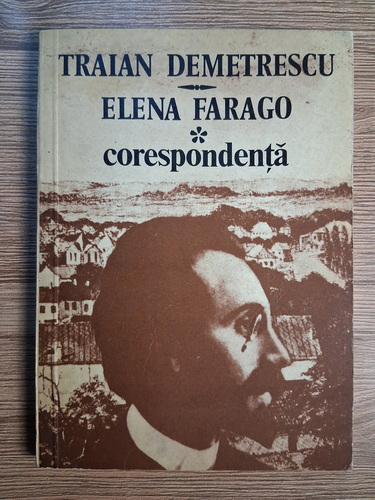 TRAIAN DEMETRESCU
ELENA FARAGO
*
corespondență